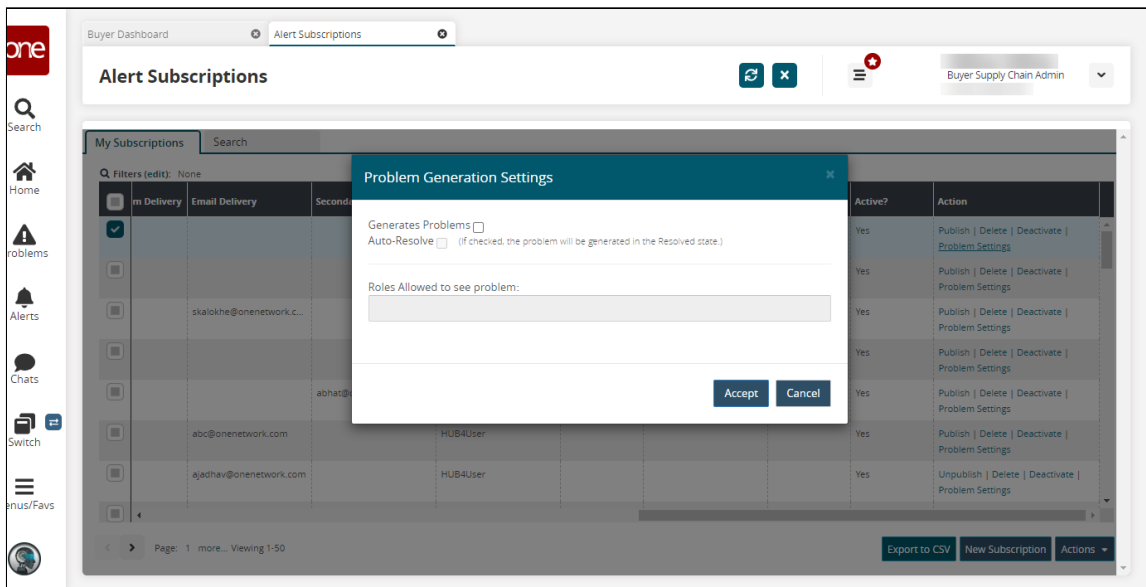 one
Buyer Dashboard
Alert Subscriptions
Alert Subscriptions
Buyer Supply Chain Admin
Search
Home
roblems
Alerts
Chats
Switch
enus/Favs
My Subscriptions
Search
Filters (edit): None
m Delivery
Email Delivery
Seconda
Active?
Action
Yes
Publish | Delete | Deactivate |
Problem Settings
Yes
Publish | Delete | Deactivate |
Problem Settings
skalokhe@onenetwork.c...
Yes
Publish | Delete | Deactivate |
Problem Settings
Yes
Publish | Delete | Deactivate |
Problem Settings
abhat@
Yes
Publish | Delete | Deactivate |
Problem Settings
abc@onenetwork.com
HUB4User
Yes
Publish | Delete | Deactivate |
Problem Settings
ajadhav@onenetwork.com
HUB4User
Yes
Unpublish | Delete | Deactivate |
Problem Settings
Problem Generation Settings
Generates Problems
Auto-Resolve (If checked, the problem will be generated in the Resolved state.)
Roles Allowed to see problem:
Accept
Cancel
Page: 1 more... Viewing 1-50
Export to CSV
New Subscription
Actions